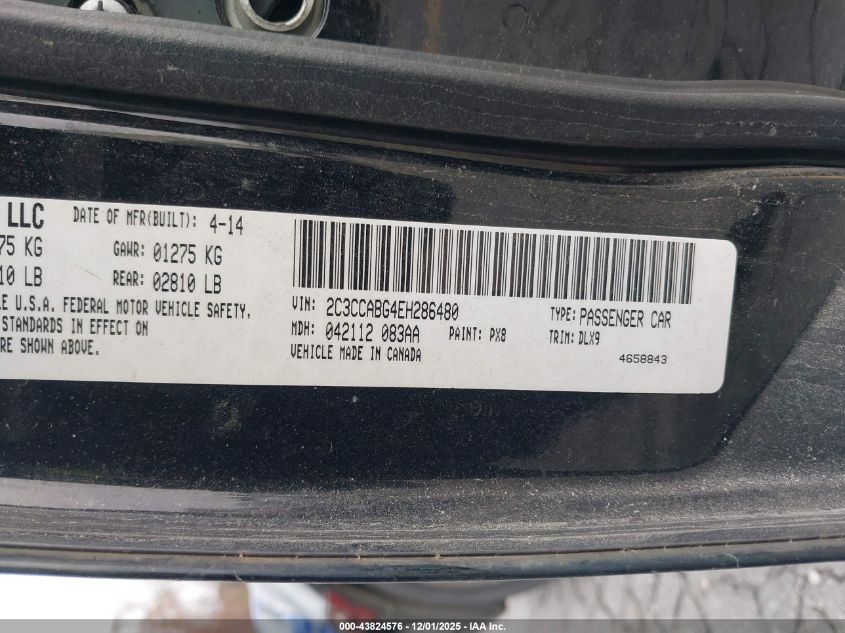 LLC DATE OF MFR(BUILT): 4-14
75 KG GAWR: 01275 KG
10 LB REAR: 02810 LB
U.S.A. FEDERAL MOTOR VEHICLE SAFETY,
STANDARDS IN EFFECT ON
SHOWN ABOVE.
VIN: 2C3CCABG4EH286480 TYPE: PASSENGER CAR
MDH: 042112 083AA PAINT: PX8 TRIM: DLX9
VEHICLE MADE IN CANADA 4658843
000-43824576 - 12/01/2025 - IAA Inc.